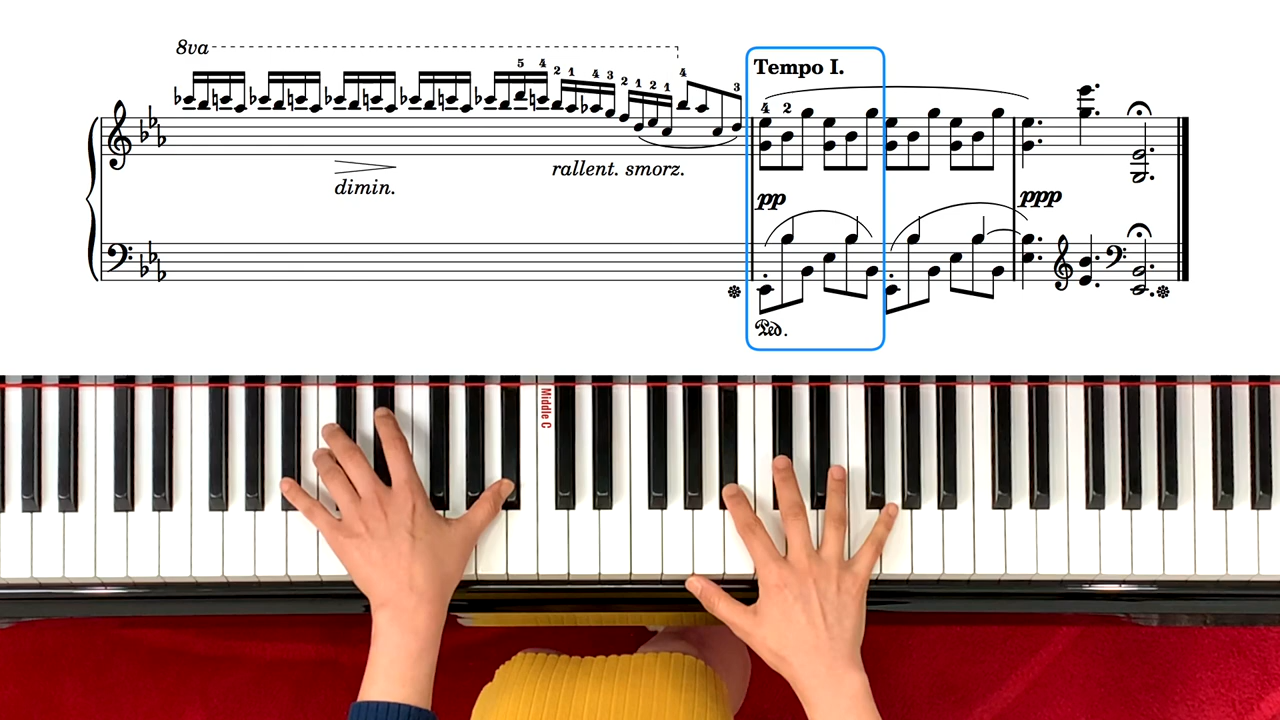 8va
5 4 2 1 4 3 2 1 2 1 4 3
Tempo I.
4 2
dimin.
rallent. smorz.
pp
ppp
Ped.
Middle C